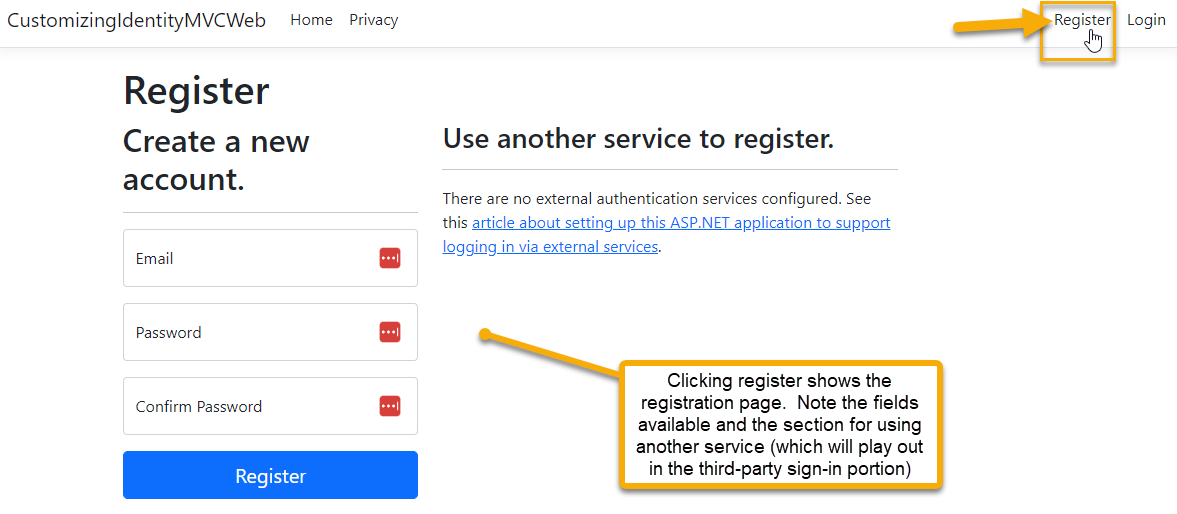 CustomizingIdentityMVCWeb Home Privacy Register Login
Register
Create a new
account.
Email
Password
Confirm Password
Register
Use another service to register.
There are no external authentication services configured. See
this article about setting up this ASP.NET application to support
logging in via external services.
Clicking register shows the
registration page. Note the fields
available and the section for using
another service (which will play out
in the third-party sign-in portion)